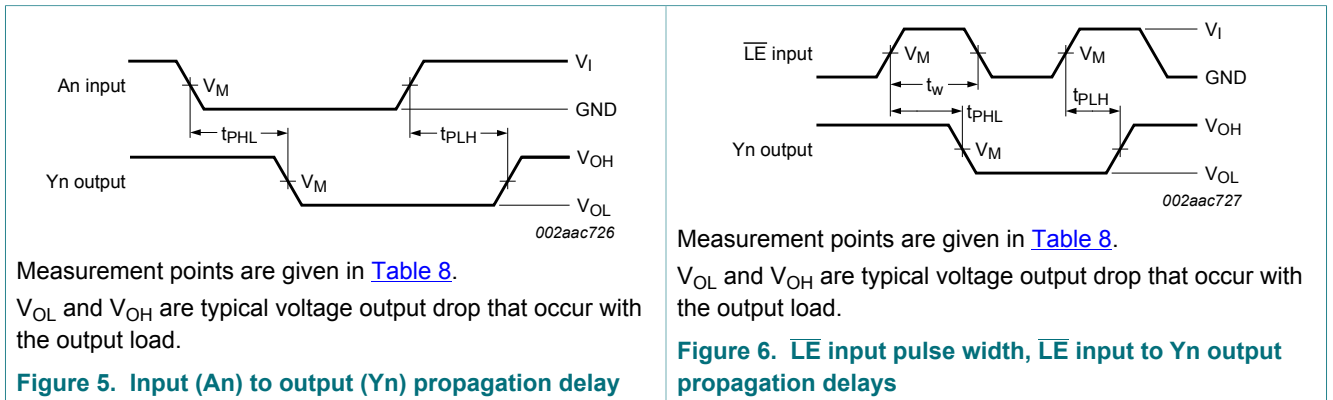 An input
V_M
V_I
GND
t_PHL
t_PLH
Yn output
V_M
V_OH
V_OL
002aac726
Measurement points are given in Table 8.
V_OL and V_OH are typical voltage output drop that occur with
the output load.
Figure 5. Input (An) to output (Yn) propagation delay
L̅E̅ input
V_M
V_M
V_I
GND
t_W
t_PHL
t_PLH
Yn output
V_M
V_OH
V_OL
002aac727
Measurement points are given in Table 8.
V_OL and V_OH are typical voltage output drop that occur with
the output load.
Figure 6. L̅E̅ input pulse width, L̅E̅ input to Yn output
propagation delays